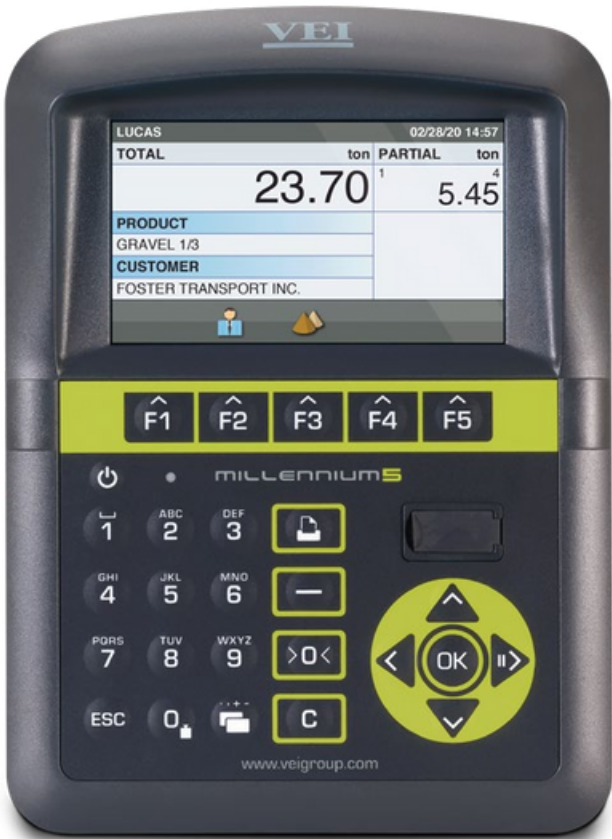 VEI
LUCAS 02/28/20 14:57
TOTAL ton PARTIAL ton
23.70 1 4 5.45
PRODUCT
GRAVEL 1/3
CUSTOMER
FOSTER TRANSPORT INC.
F1 F2 F3 F4 F5
millennium5
1 ABC 2 DEF 3
GHI 4 JKL 5 MNO 6 —
PQRS 7 TUV 8 WXYZ 9 >0<
OK
ESC 0 .,+- C
www.veigroup.com